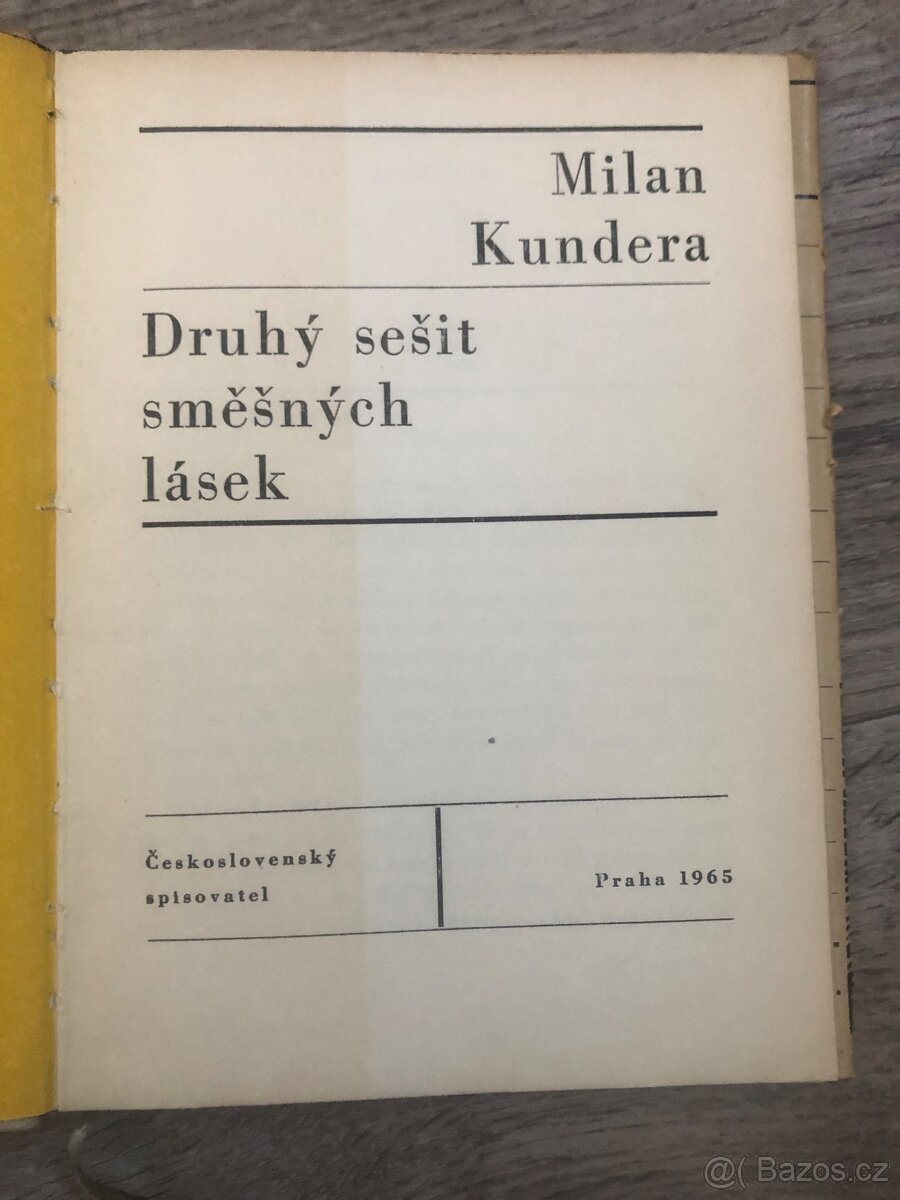 Milan
Kundera
Druhý sešit
směšných
lásek
Československý
spisovatel
Praha 1965
@( Bazos.cz